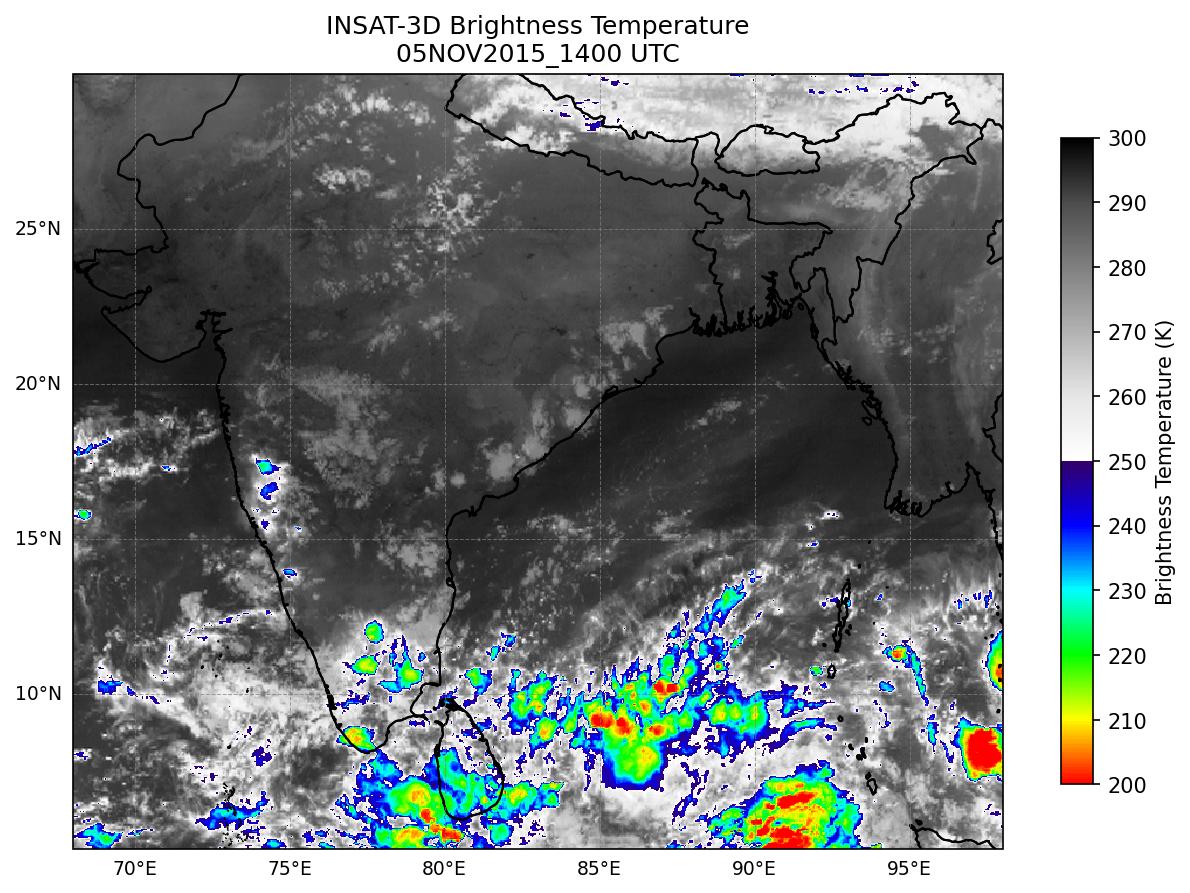 INSAT-3D Brightness Temperature
05NOV2015_1400 UTC
25°N
20°N
15°N
10°N
70°E
75°E
80°E
85°E
90°E
95°E
300
290
280
270
260
250
240
230
220
210
200
Brightness Temperature (K)